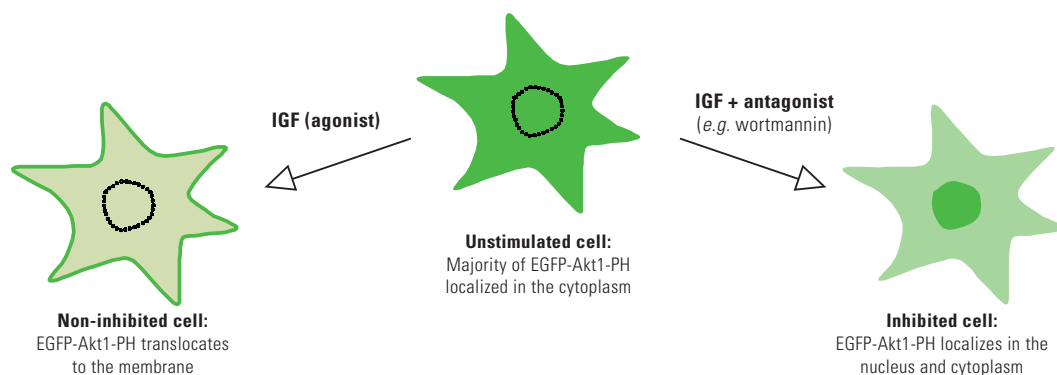 IGF (agonist)
IGF + antagonist
(e.g. wortmannin)
Unstimulated cell:
Majority of EGFP-Akt1-PH
localized in the cytoplasm
Non-inhibited cell:
EGFP-Akt1-PH translocates
to the membrane
Inhibited cell:
EGFP-Akt1-PH localizes in the
nucleus and cytoplasm